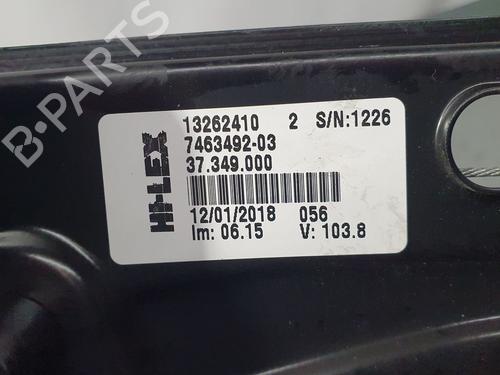 B-PARTS
HI-LEX
13262410 2 S/N:1226
7463492-03
37.349.000
12/01/2018 056
Im: 06.15 V: 103.8